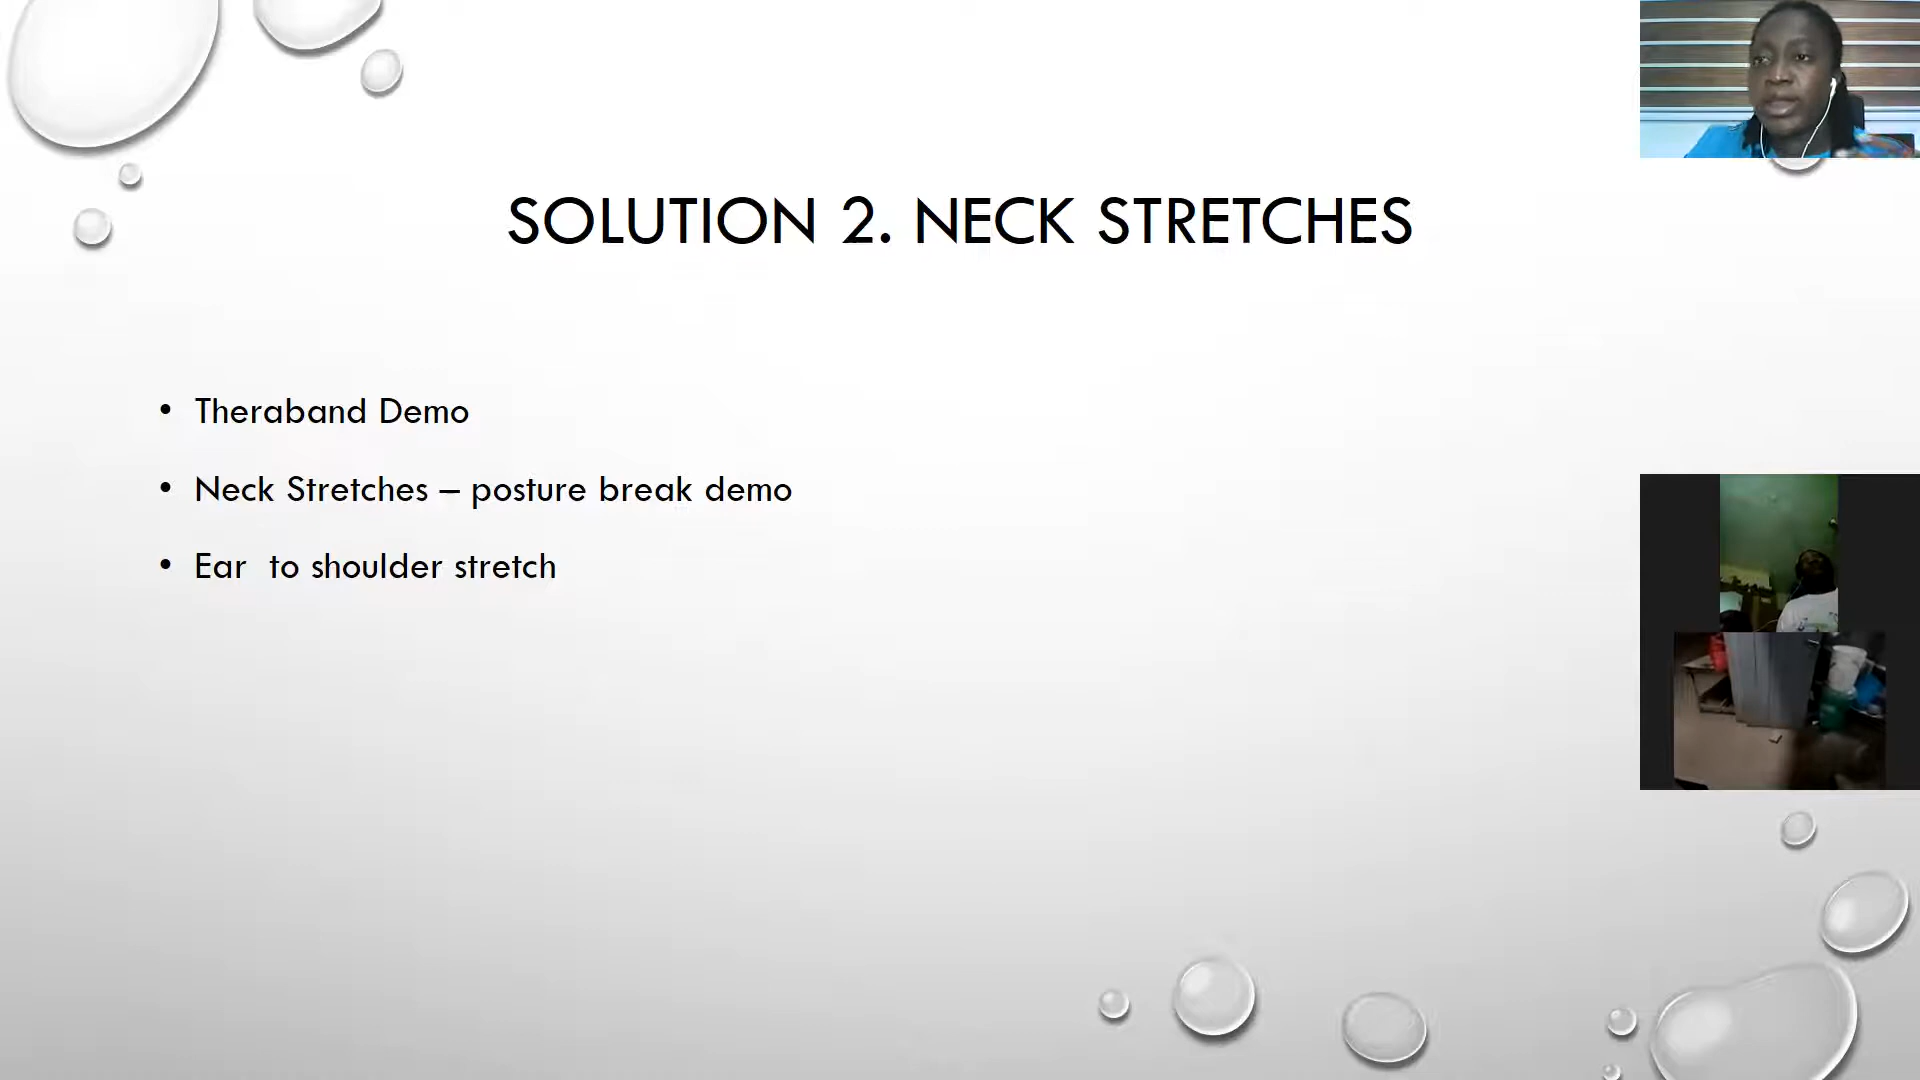 SOLUTION 2. NECK STRETCHES
• Theraband Demo
• Neck Stretches – posture break demo
• Ear  to shoulder stretch